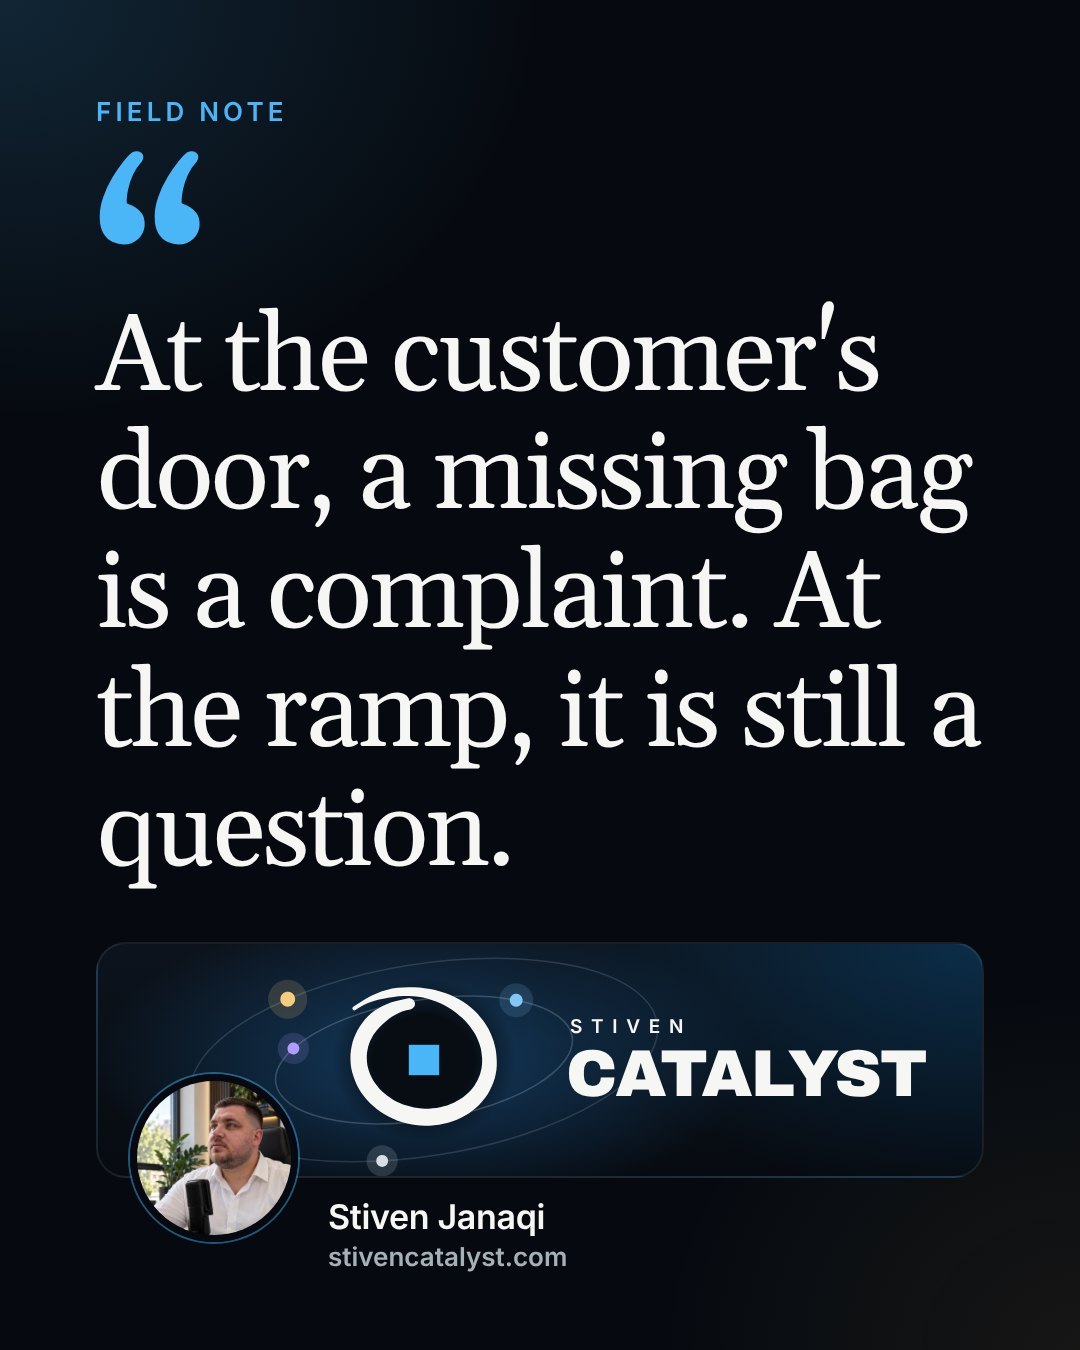 FIELD NOTE
“
At the customer's
door, a missing bag
is a complaint. At
the ramp, it is still a
question.
STIVEN
CATALYST
Stiven Janaqi
stivencatalyst.com